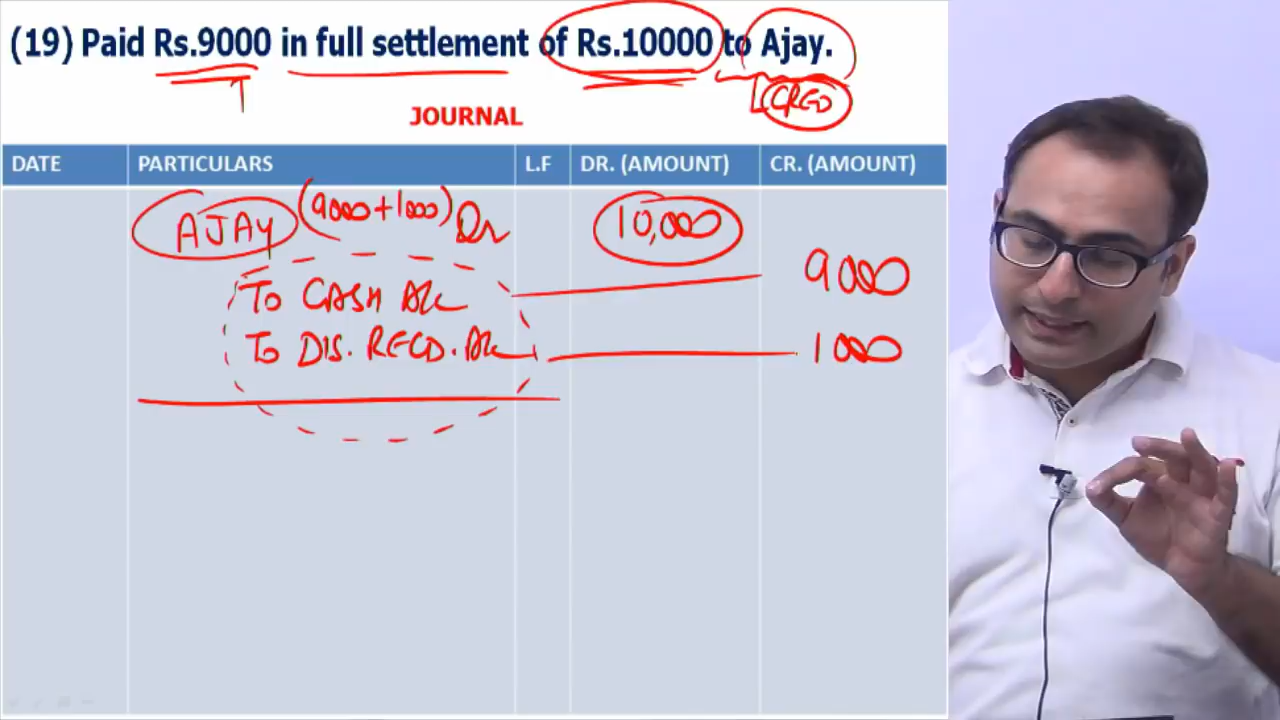 (19) Paid Rs.9000 in full settlement of Rs.10000 to Ajay.
CRED
JOURNAL
DATE PARTICULARS L.F DR. (AMOUNT) CR. (AMOUNT)
AJAY (9000+1000) Dr 10,000
To CASH A/c 9000
To DIS. RECD. A/c 1000